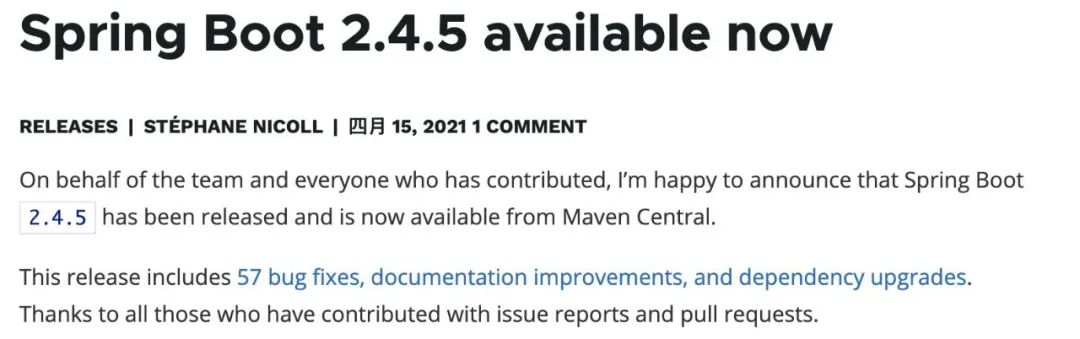 Spring Boot 2.4.5 available now
RELEASES | STÉPHANE NICOLL | 四月 15, 2021 1 COMMENT
On behalf of the team and everyone who has contributed, I’m happy to announce that Spring Boot
2.4.5 has been released and is now available from Maven Central.
This release includes 57 bug fixes, documentation improvements, and dependency upgrades.
Thanks to all those who have contributed with issue reports and pull requests.